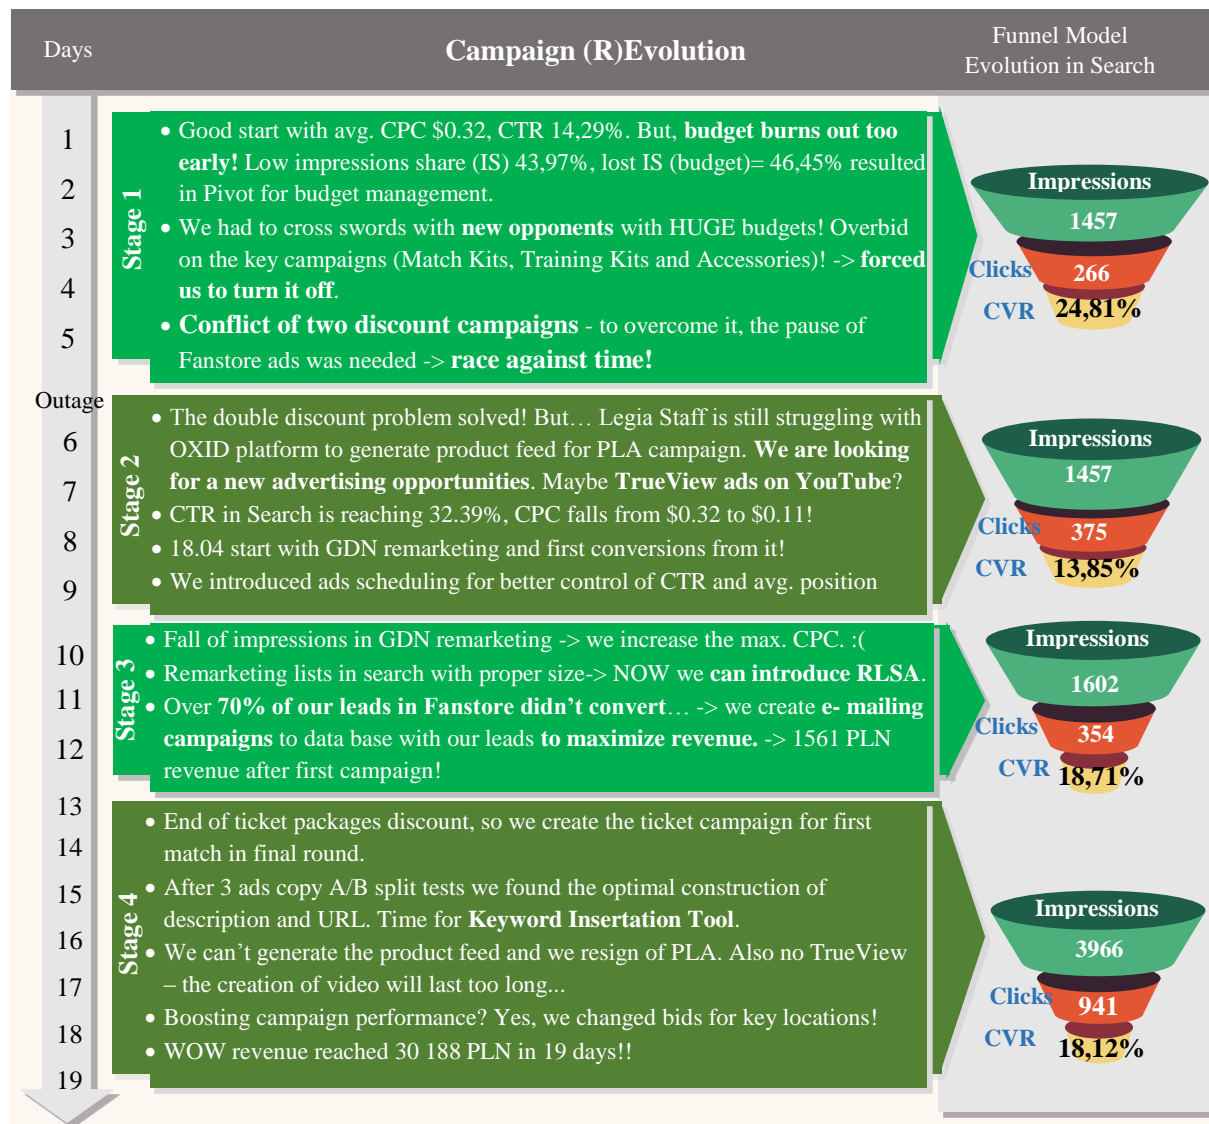 Days
Campaign (R)Evolution
Funnel Model
Evolution in Search
1
2
3
4
5
Stage 1
• Good start with avg. CPC $0.32, CTR 14,29%. But, budget burns out too
early! Low impressions share (IS) 43,97%, lost IS (budget)= 46,45% resulted
in Pivot for budget management.
• We had to cross swords with new opponents with HUGE budgets! Overbid
on the key campaigns (Match Kits, Training Kits and Accessories)! -> forced
us to turn it off.
• Conflict of two discount campaigns - to overcome it, the pause of
Fanstore ads was needed -> race against time!
Impressions
1457
Clicks
266
CVR
24,81%
Outage
6
7
8
9
Stage 2
• The double discount problem solved! But… Legia Staff is still struggling with
OXID platform to generate product feed for PLA campaign. We are looking
for a new advertising opportunities. Maybe TrueView ads on YouTube?
• CTR in Search is reaching 32.39%, CPC falls from $0.32 to $0.11!
• 18.04 start with GDN remarketing and first conversions from it!
• We introduced ads scheduling for better control of CTR and avg. position
Impressions
1457
Clicks
375
CVR
13,85%
10
11
12
Stage 3
• Fall of impressions in GDN remarketing -> we increase the max. CPC. :(
• Remarketing lists in search with proper size-> NOW we can introduce RLSA.
• Over 70% of our leads in Fanstore didn’t convert… -> we create e- mailing
campaigns to data base with our leads to maximize revenue. -> 1561 PLN
revenue after first campaign!
Impressions
1602
Clicks
354
CVR
18,71%
13
14
15
16
17
18
19
Stage 4
• End of ticket packages discount, so we create the ticket campaign for first
match in final round.
• After 3 ads copy A/B split tests we found the optimal construction of
description and URL. Time for Keyword Insertation Tool.
• We can’t generate the product feed and we resign of PLA. Also no TrueView
– the creation of video will last too long...
• Boosting campaign performance? Yes, we changed bids for key locations!
• WOW revenue reached 30 188 PLN in 19 days!!
Impressions
3966
Clicks
941
CVR
18,12%